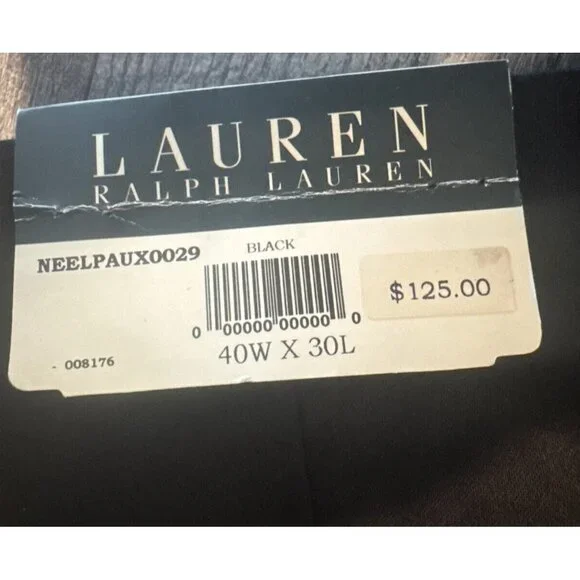 LAUREN
RALPH LAUREN
NEELPAUX0029
BLACK
$125.00
0 00000 00000 0
40W X 30L
- 008176